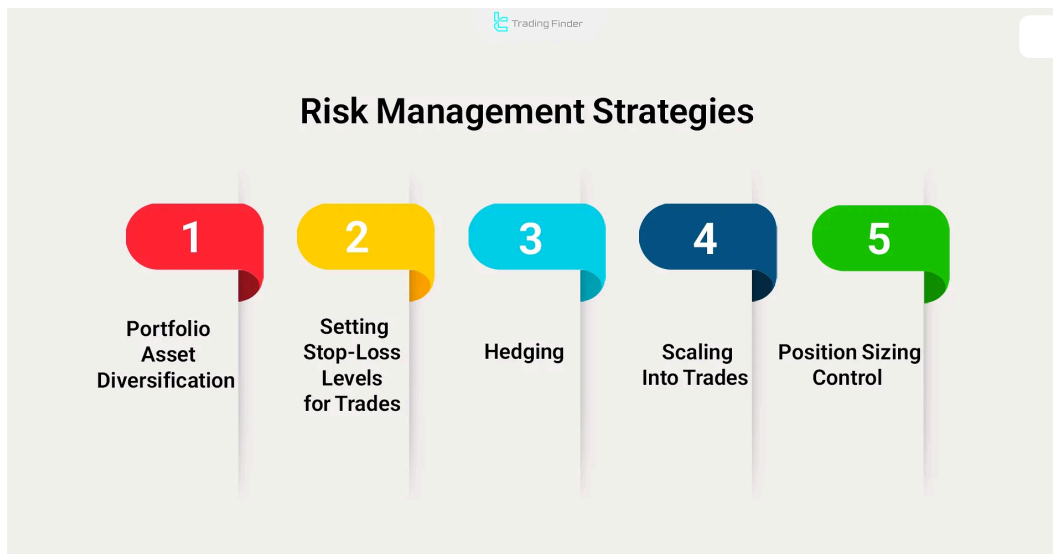 Trading Finder
Risk Management Strategies
1
Portfolio
Asset
Diversification
2
Setting
Stop-Loss
Levels
for Trades
3
Hedging
4
Scaling
Into Trades
5
Position Sizing
Control